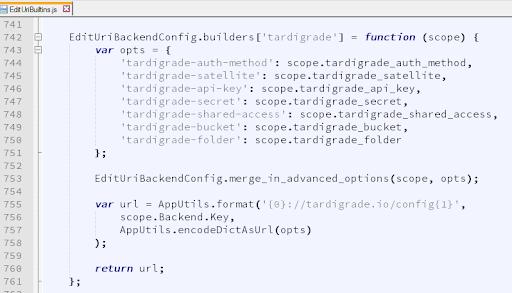 EditUriBuiltins.js
741
742 EditUriBackendConfig.builders['tardigrade'] = function (scope) {
743 var opts = {
744 'tardigrade-auth-method': scope.tardigrade_auth_method,
745 'tardigrade-satellite': scope.tardigrade_satellite,
746 'tardigrade-api-key': scope.tardigrade_api_key,
747 'tardigrade-secret': scope.tardigrade_secret,
748 'tardigrade-shared-access': scope.tardigrade_shared_access,
749 'tardigrade-bucket': scope.tardigrade_bucket,
750 'tardigrade-folder': scope.tardigrade_folder
751 };
752
753 EditUriBackendConfig.merge_in_advanced_options(scope, opts);
754
755 var url = AppUtils.format('{0}://tardigrade.io/config{1}',
756 scope.Backend.Key,
757 AppUtils.encodeDictAsUrl(opts)
758 );
759
760 return url;
761 };
762